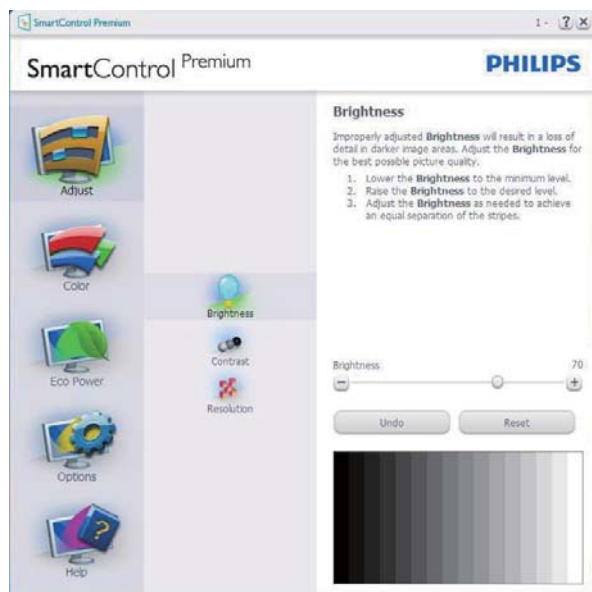 SmartControl Premium
1 - ? X
SmartControl Premium
PHILIPS
Adjust
Color
Eco Power
Options
Help
Brightness
Contrast
Resolution
Brightness
Improperly adjusted Brightness will result in a loss of
detail in darker image areas. Adjust the Brightness for
the best possible picture quality.
1. Lower the Brightness to the minimum level.
2. Raise the Brightness to the desired level.
3. Adjust the Brightness as needed to achieve
an equal separation of the stripes.
Brightness 70
Undo Reset